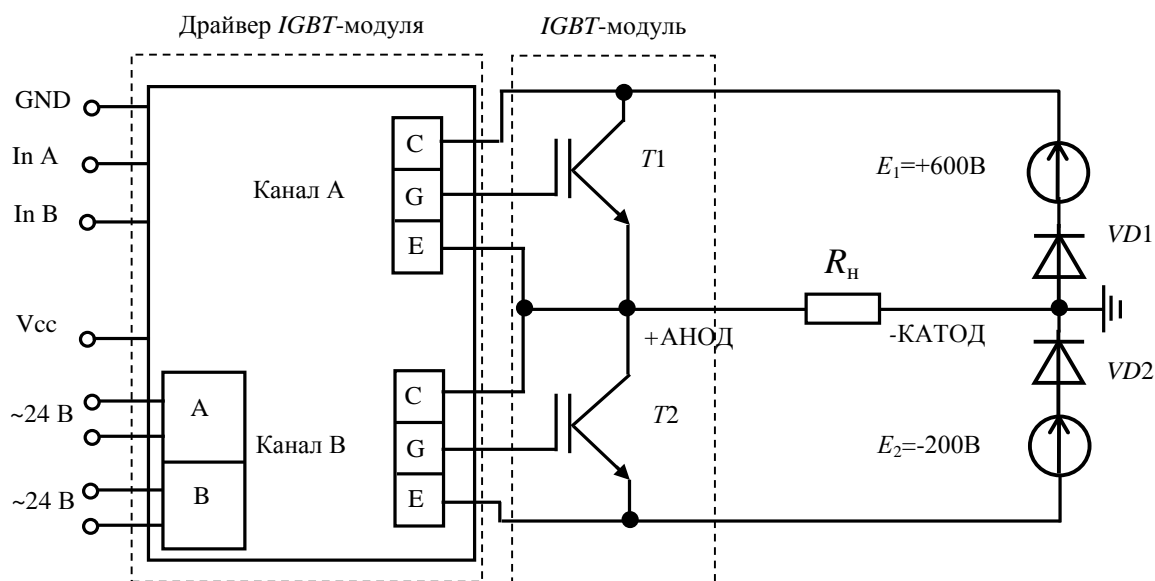 Драйвер IGBT-модуля
IGBT-модуль
GND
In A
In B
Vcc
~24 В
~24 В
A
B
Канал A
C
G
E
Канал B
C
G
E
T1
T2
+АНОД
Rн
-КАТОД
E1=+600В
VD1
VD2
E2=-200В